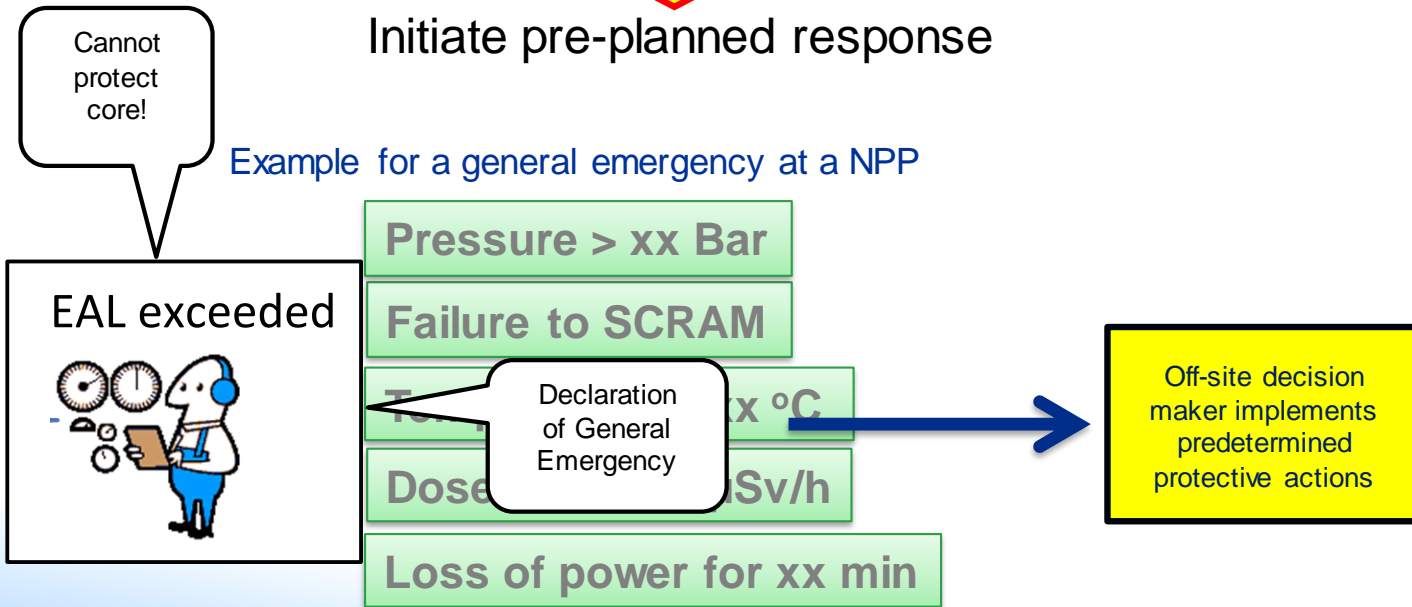 Initiate pre-planned response
Cannot
protect
core!
Example for a general emergency at a NPP
Pressure > xx Bar
EAL exceeded
Failure to SCRAM
Declaration
of General
Emergency
xx °C
Dose
µSv/h
Loss of power for xx min
Off-site decision
maker implements
predetermined
protective actions